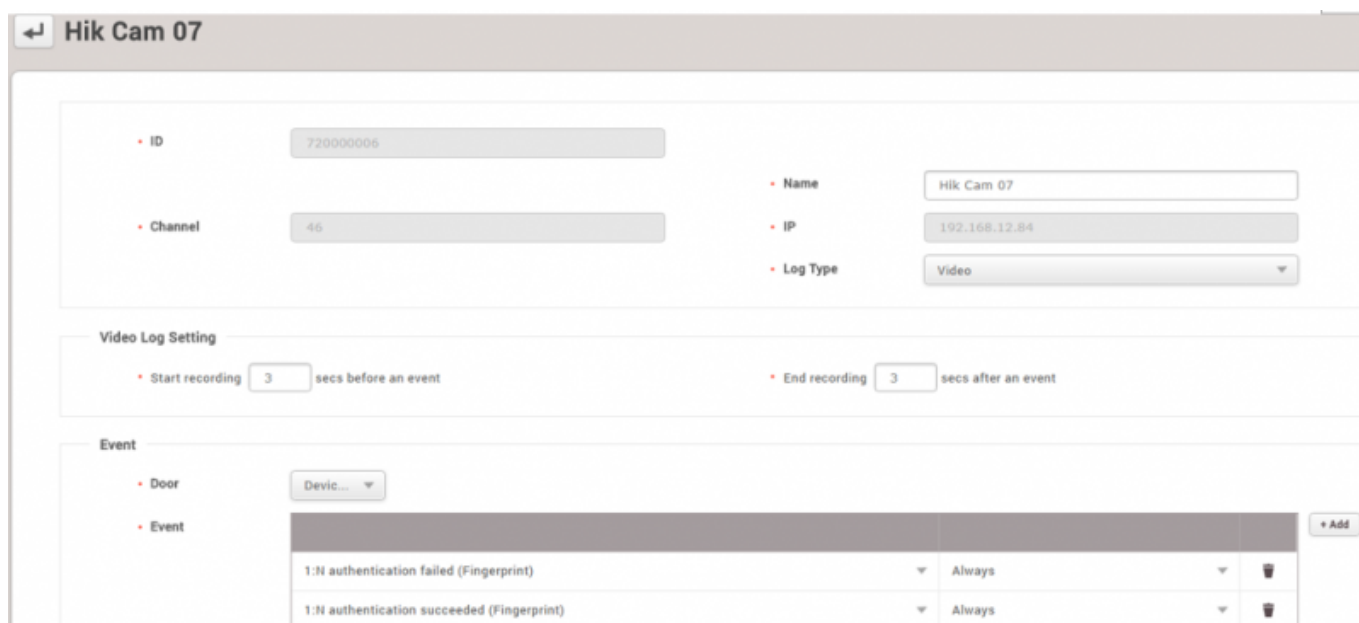 Hik Cam 07
ID 720000006
Name Hik Cam 07
Channel 46 IP 192.168.12.84
Log Type Video
Video Log Setting
Start recording 3 secs before an event End recording 3 secs after an event
Event
Door Devic...
Event + Add
1:N authentication failed (Fingerprint) Always
1:N authentication succeeded (Fingerprint) Always